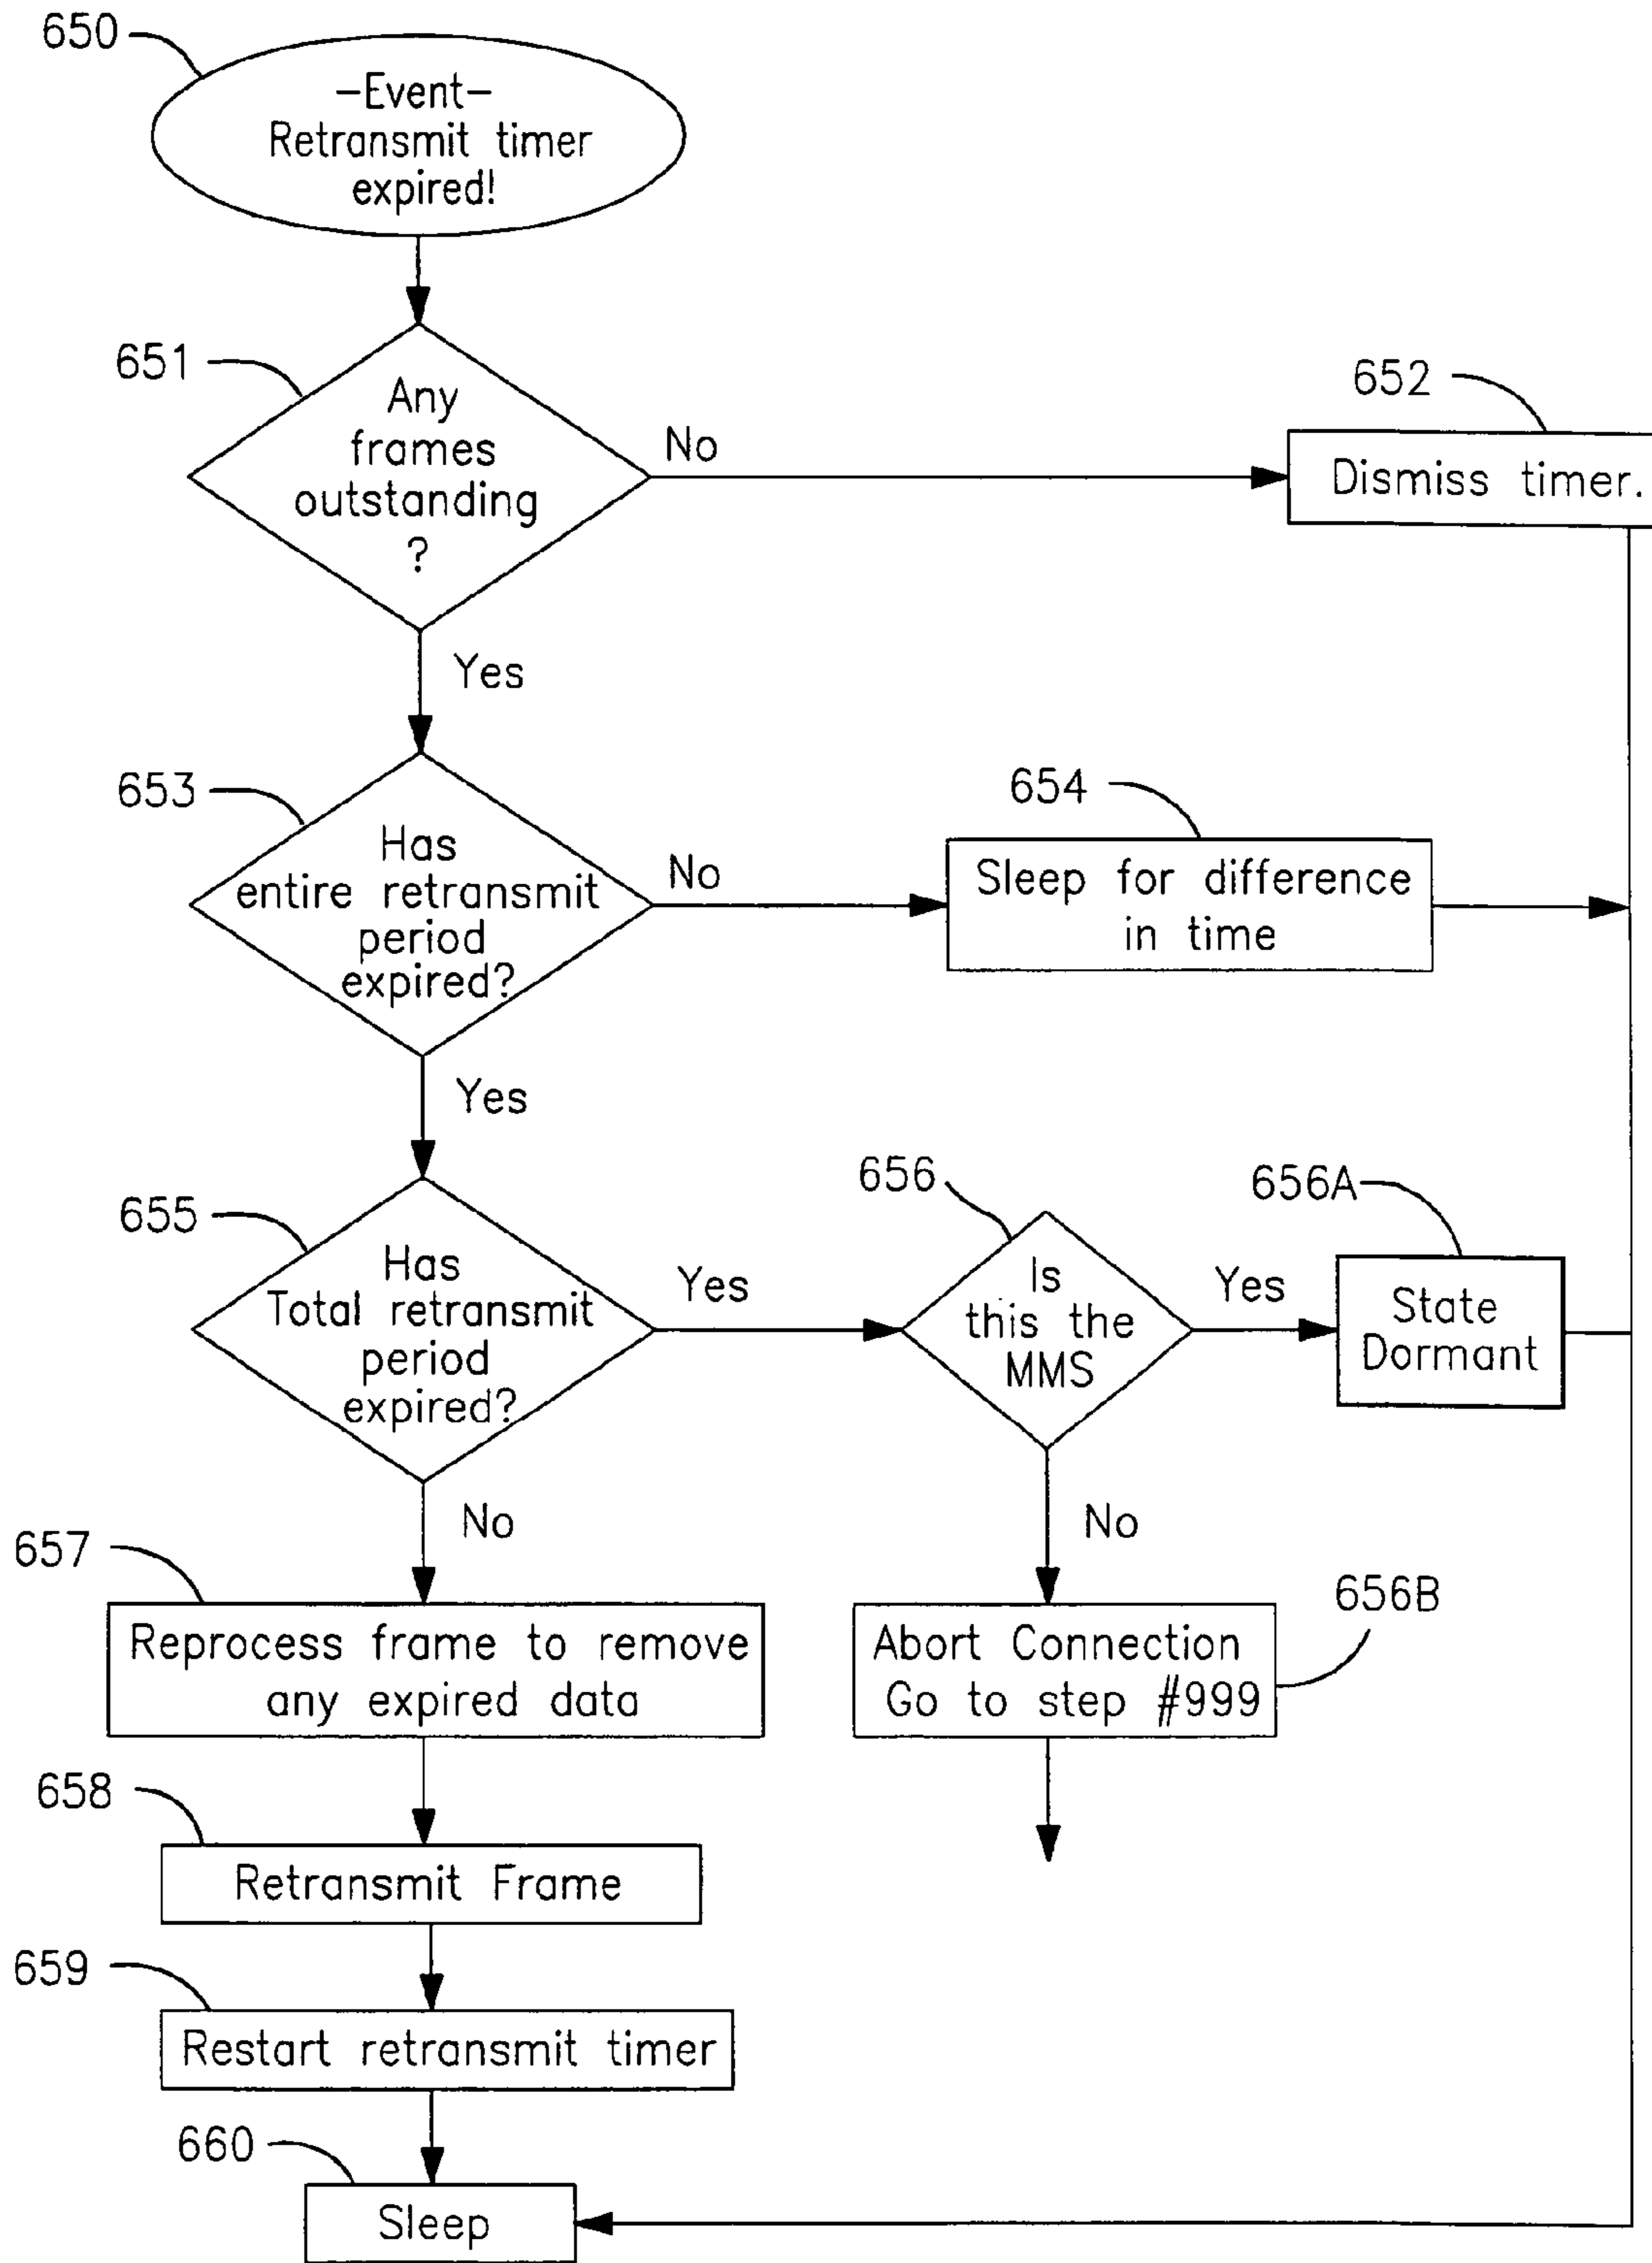 650
-Event-
Retransmit timer
expired!
651
Any
frames
outstanding
?
No
652
Dismiss timer.
Yes
653
Has
entire retransmit
period
expired?
No
654
Sleep for difference
in time
Yes
655
Has
Total retransmit
period
expired?
Yes
656
Is
this the
MMS
Yes
656A
State
Dormant
No
No
657
Reprocess frame to remove
any expired data
656B
Abort Connection
Go to step #999
658
Retransmit Frame
659
Restart retransmit timer
660
Sleep